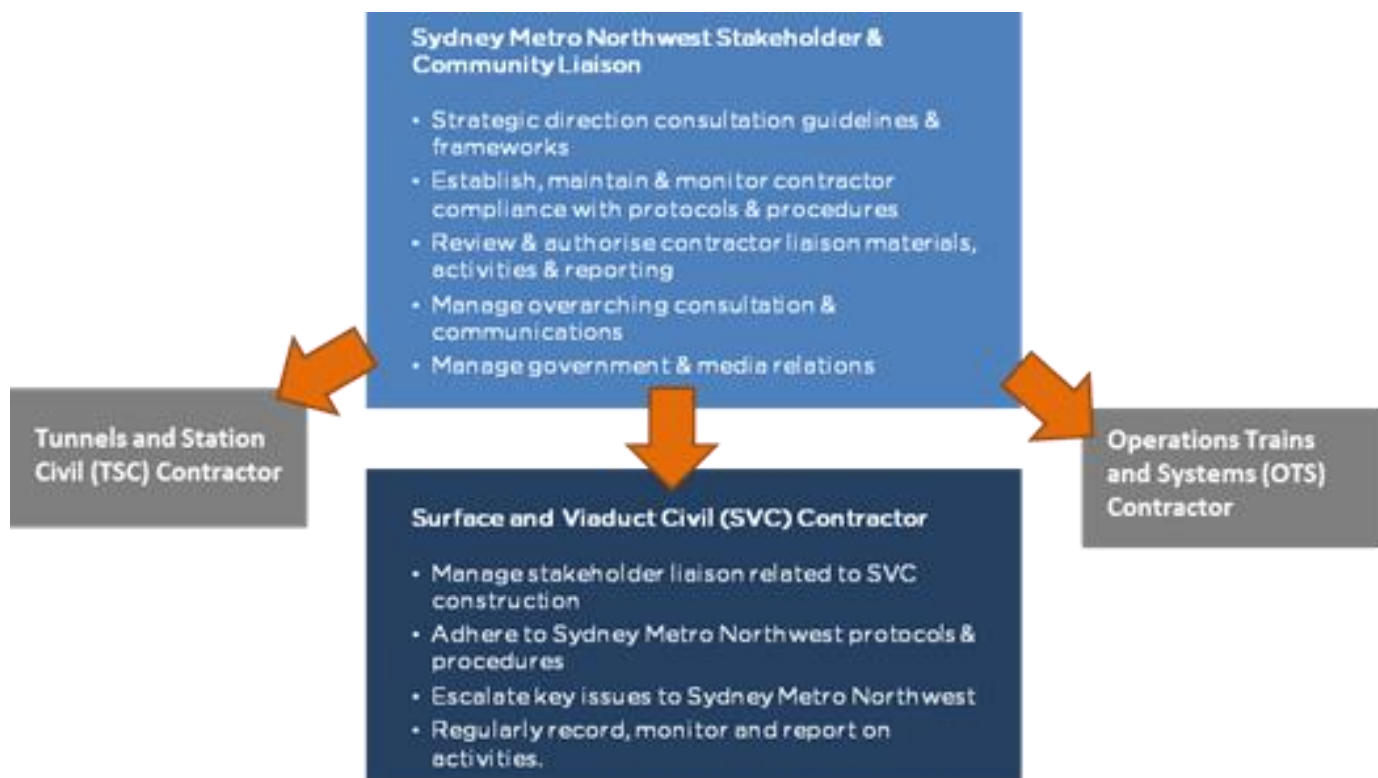 Sydney Metro Northwest Stakeholder &
Community Liaison
• Strategic direction consultation guidelines &
frameworks
• Establish, maintain & monitor contractor
compliance with protocols & procedures
• Review & authorise contractor liaison materials,
activities & reporting
• Manage overarching consultation &
communications
• Manage government & media relations
Tunnels and Station
Civil (TSC) Contractor
Operations Trains
and Systems (OTS)
Contractor
Surface and Viaduct Civil (SVC) Contractor
• Manage stakeholder liaison related to SVC
construction
• Adhere to Sydney Metro Northwest protocols &
procedures
• Escalate key issues to Sydney Metro Northwest
• Regularly record, monitor and report on
activities.